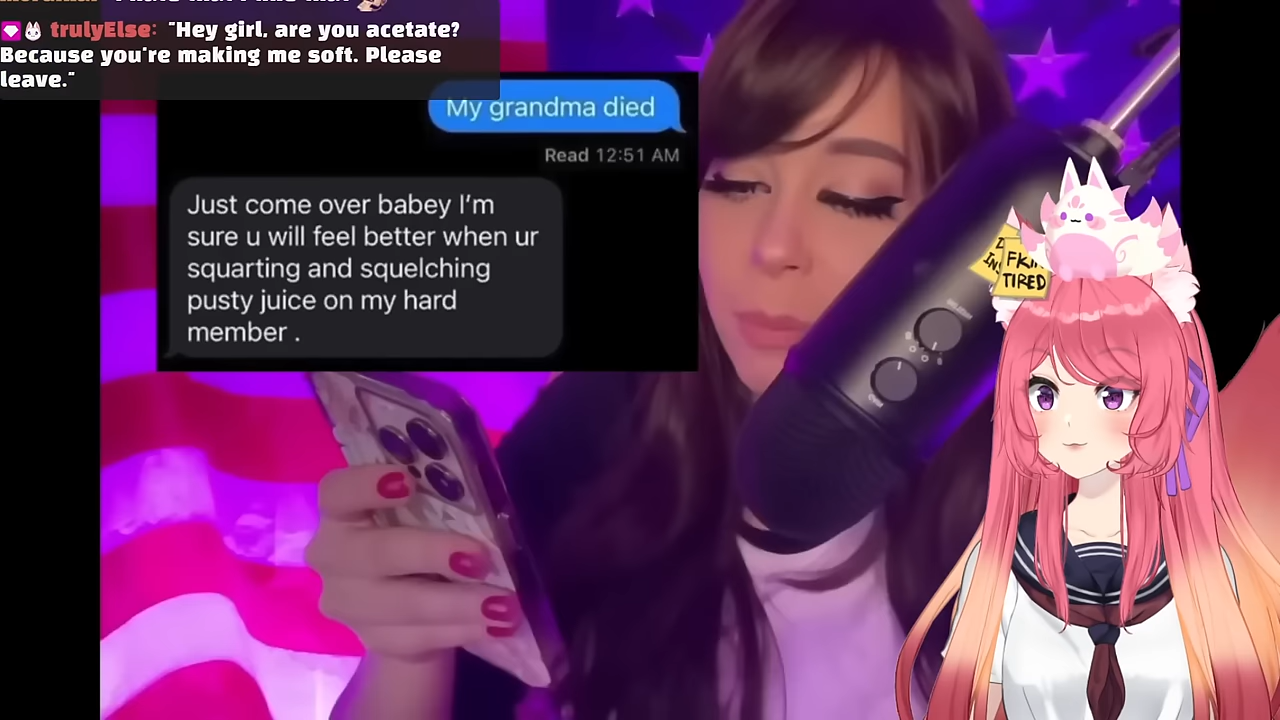 trulyElse: "Hey girl, are you acetate?
Because you're making me soft. Please
leave."
My grandma died
Read 12:51 AM
Just come over babey I'm
sure u will feel better when ur
squarting and squelching
pusty juice on my hard
member .
FKIN
TIRED